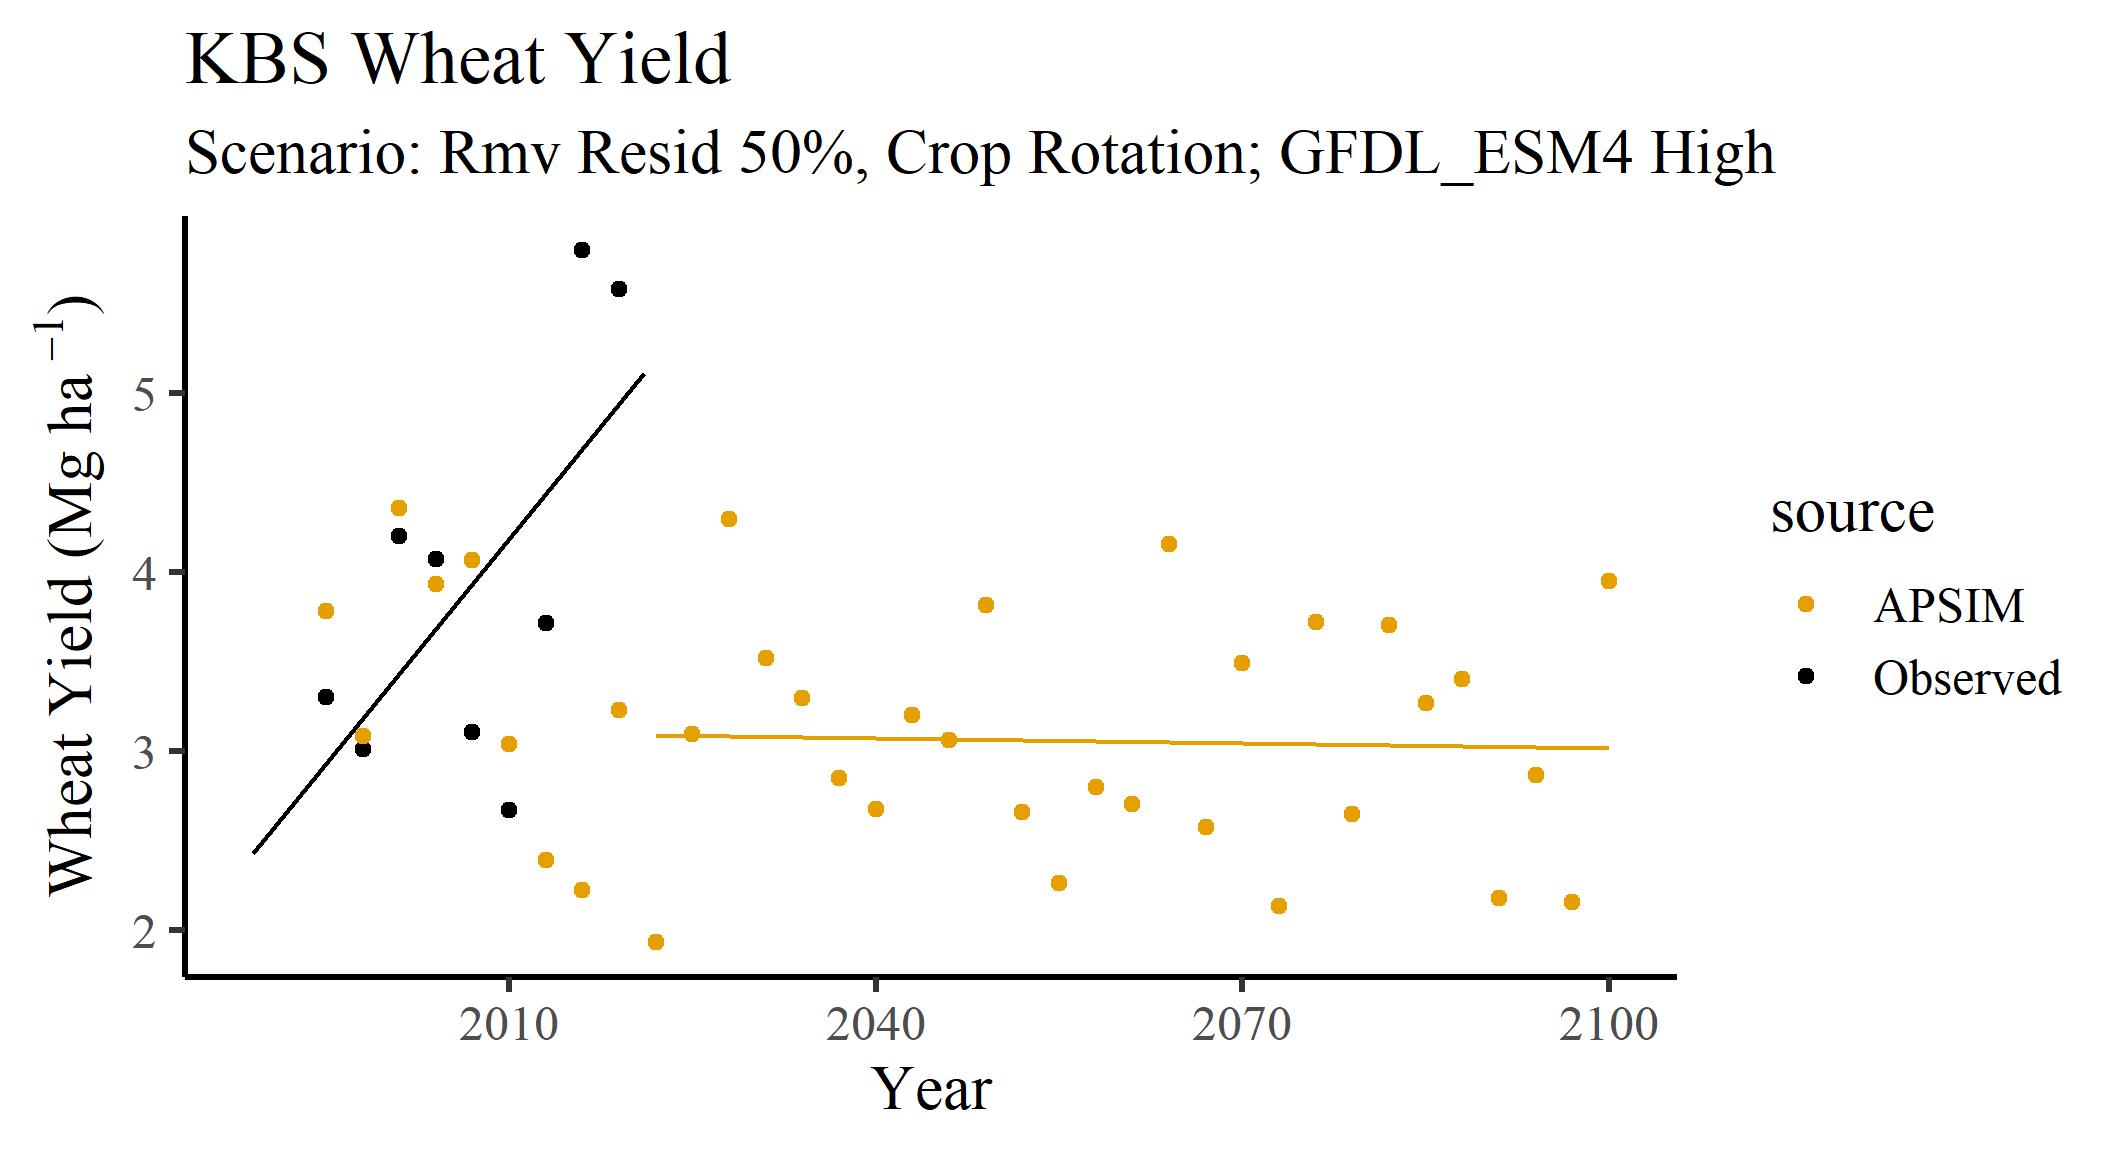 KBS Wheat Yield
Scenario: Rmv Resid 50%, Crop Rotation; GFDL_ESM4 High
Wheat Yield (Mg ha −1)
5
4
3
2
2010
2040
2070
2100
Year
source
APSIM
Observed